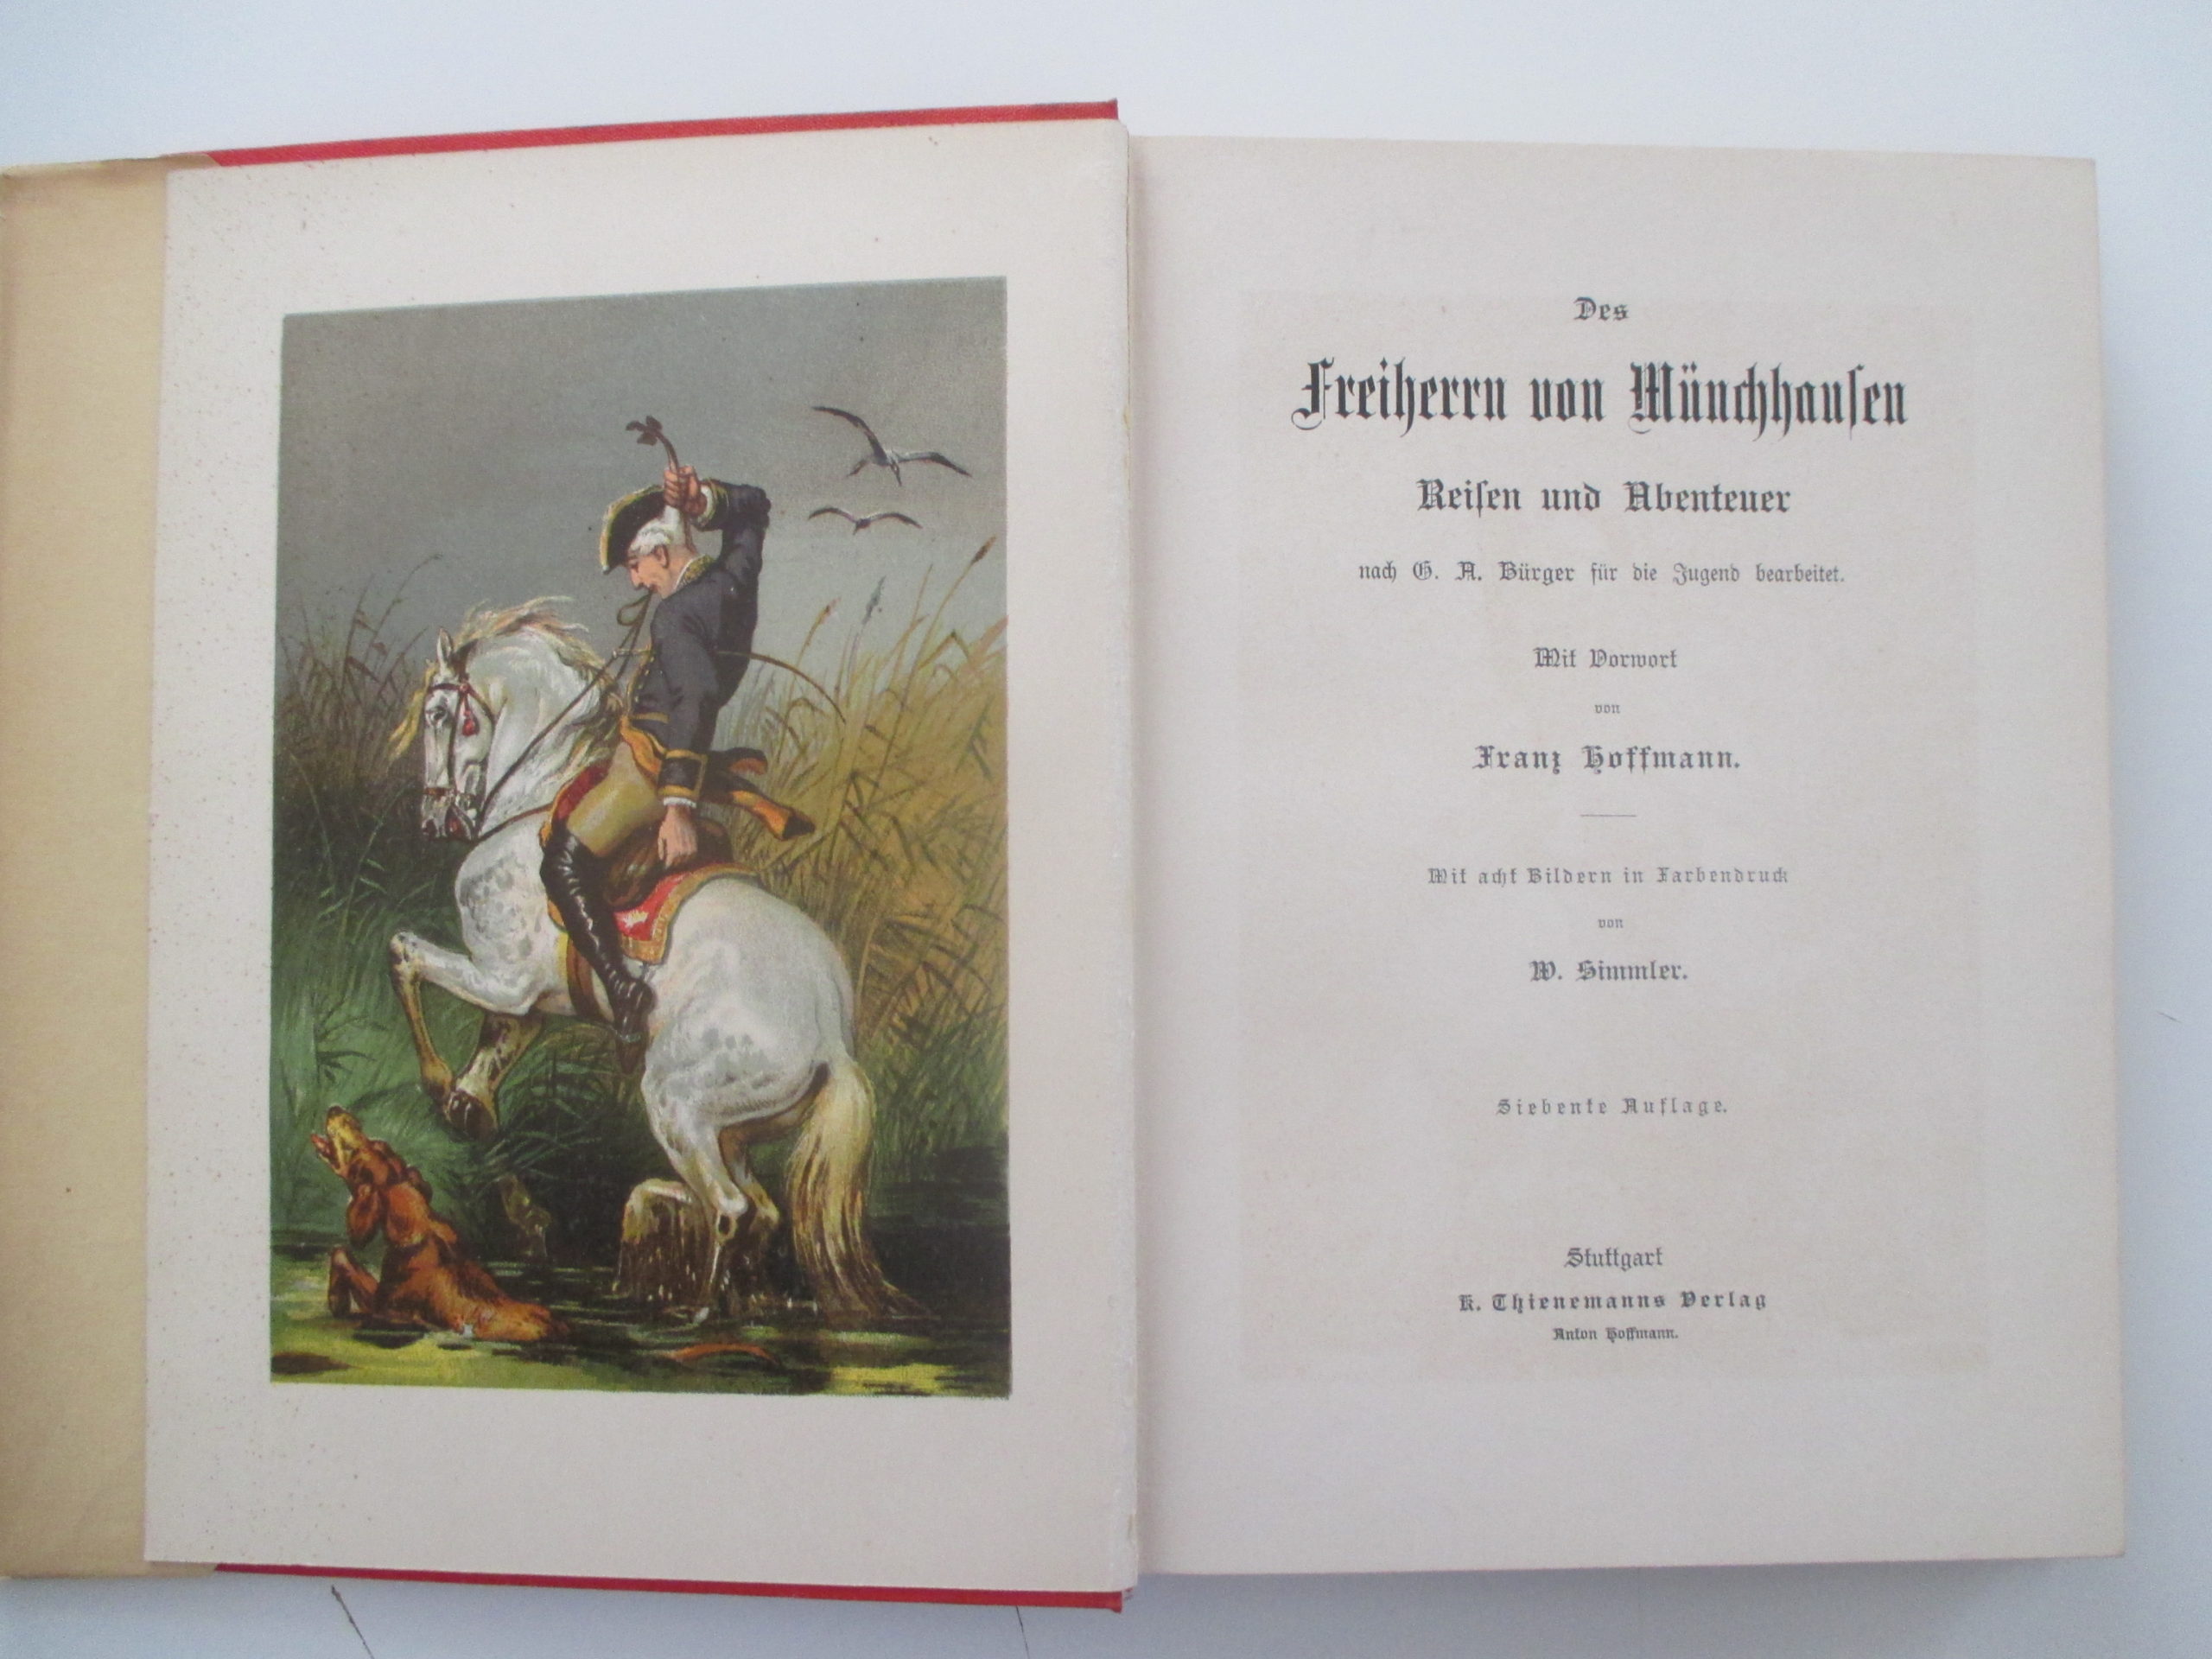 Des
Freiherrn von Münchhauſen
Reiſen und Abenteuer
nach G. A. Bürger für die Jugend bearbeitet.
Mit Vorwort
von
Franz Hoffmann.
Mit acht Bildern in Farbendruck
von
W. Simmler.
Siebente Auflage.
Stuttgart
K. Thienemanns Verlag
Anton Hoffmann.